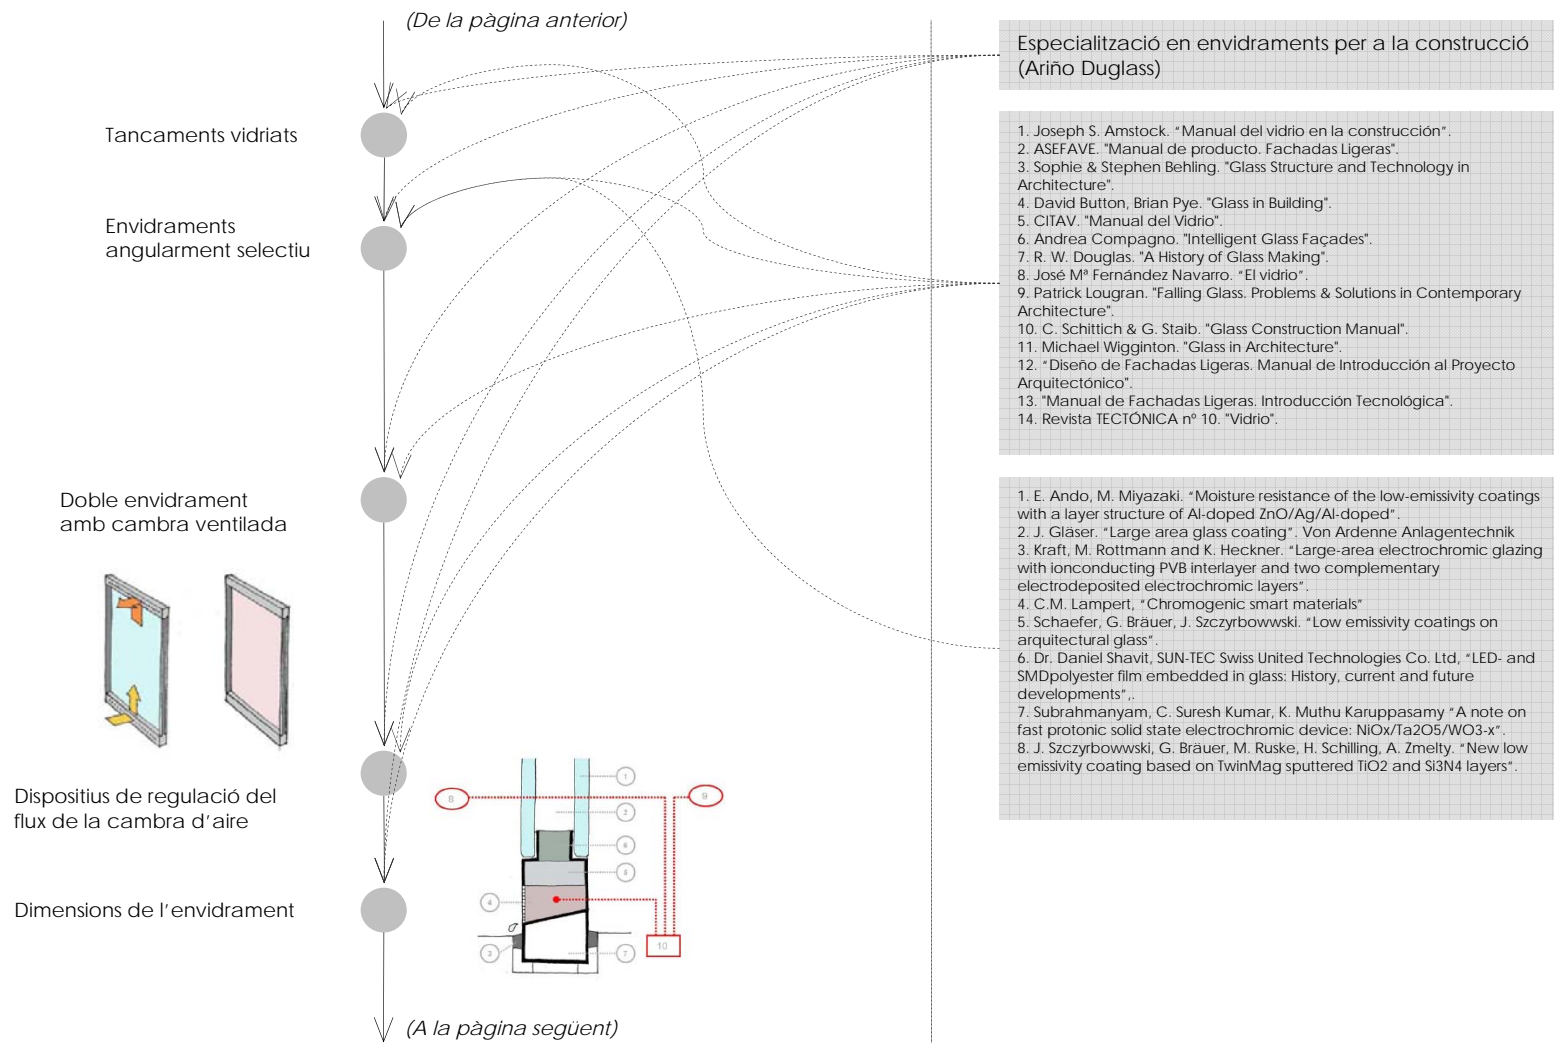 (De la pàgina anterior)
Tancaments vidriats
Envidraments
angularment selectiu
Doble envidrament
amb cambra ventilada
Dispositius de regulació del
flux de la cambra d'aire
Dimensions de l'envidrament
1
2
6
5
4
3
7
8
9
10
(A la pàgina següent)
Especialització en envidraments per a la construcció
(Ariño Duglass)
1. Joseph S. Amstock. “Manual del vidrio en la construcción”.
2. ASEFAVE. "Manual de producto. Fachadas Ligeras".
3. Sophie & Stephen Behling. "Glass Structure and Technology in
Architecture".
4. David Button, Brian Pye. "Glass in Building".
5. CITAV. "Manual del Vidrio".
6. Andrea Compagno. "Intelligent Glass Façades".
7. R. W. Douglas. "A History of Glass Making".
8. José Mª Fernández Navarro. “El vidrio”.
9. Patrick Lougran. "Falling Glass. Problems & Solutions in Contemporary
Architecture".
10. C. Schittich & G. Staib. "Glass Construction Manual".
11. Michael Wigginton. "Glass in Architecture".
12. “Diseño de Fachadas Ligeras. Manual de Introducción al Proyecto
Arquitectónico".
13. "Manual de Fachadas Ligeras. Introducción Tecnológica".
14. Revista TECTÓNICA nº 10. "Vidrio".
1. E. Ando, M. Miyazaki. “Moisture resistance of the low-emissivity coatings
with a layer structure of Al-doped ZnO/Ag/Al-doped”.
2. J. Gläser. “Large area glass coating”. Von Ardenne Anlagentechnik
3. Kraft, M. Rottmann and K. Heckner. “Large-area electrochromic glazing
with ionconducting PVB interlayer and two complementary
electrodeposited electrochromic layers”.
4. C.M. Lampert, “Chromogenic smart materials”
5. Schaefer, G. Bräuer, J. Szczyrbowwski. “Low emissivity coatings on
arquitectural glass”.
6. Dr. Daniel Shavit, SUN-TEC Swiss United Technologies Co. Ltd, “LED- and
SMDpolyester film embedded in glass: History, current and future
developments”,.
7. Subrahmanyam, C. Suresh Kumar, K. Muthu Karuppasamy “A note on
fast protonic solid state electrochromic device: NiOx/Ta2O5/WO3-x”.
8. J. Szczyrbowwski, G. Bräuer, M. Ruske, H. Schilling, A. Zmelty. “New low
emissivity coating based on TwinMag sputtered TiO2 and Si3N4 layers”.